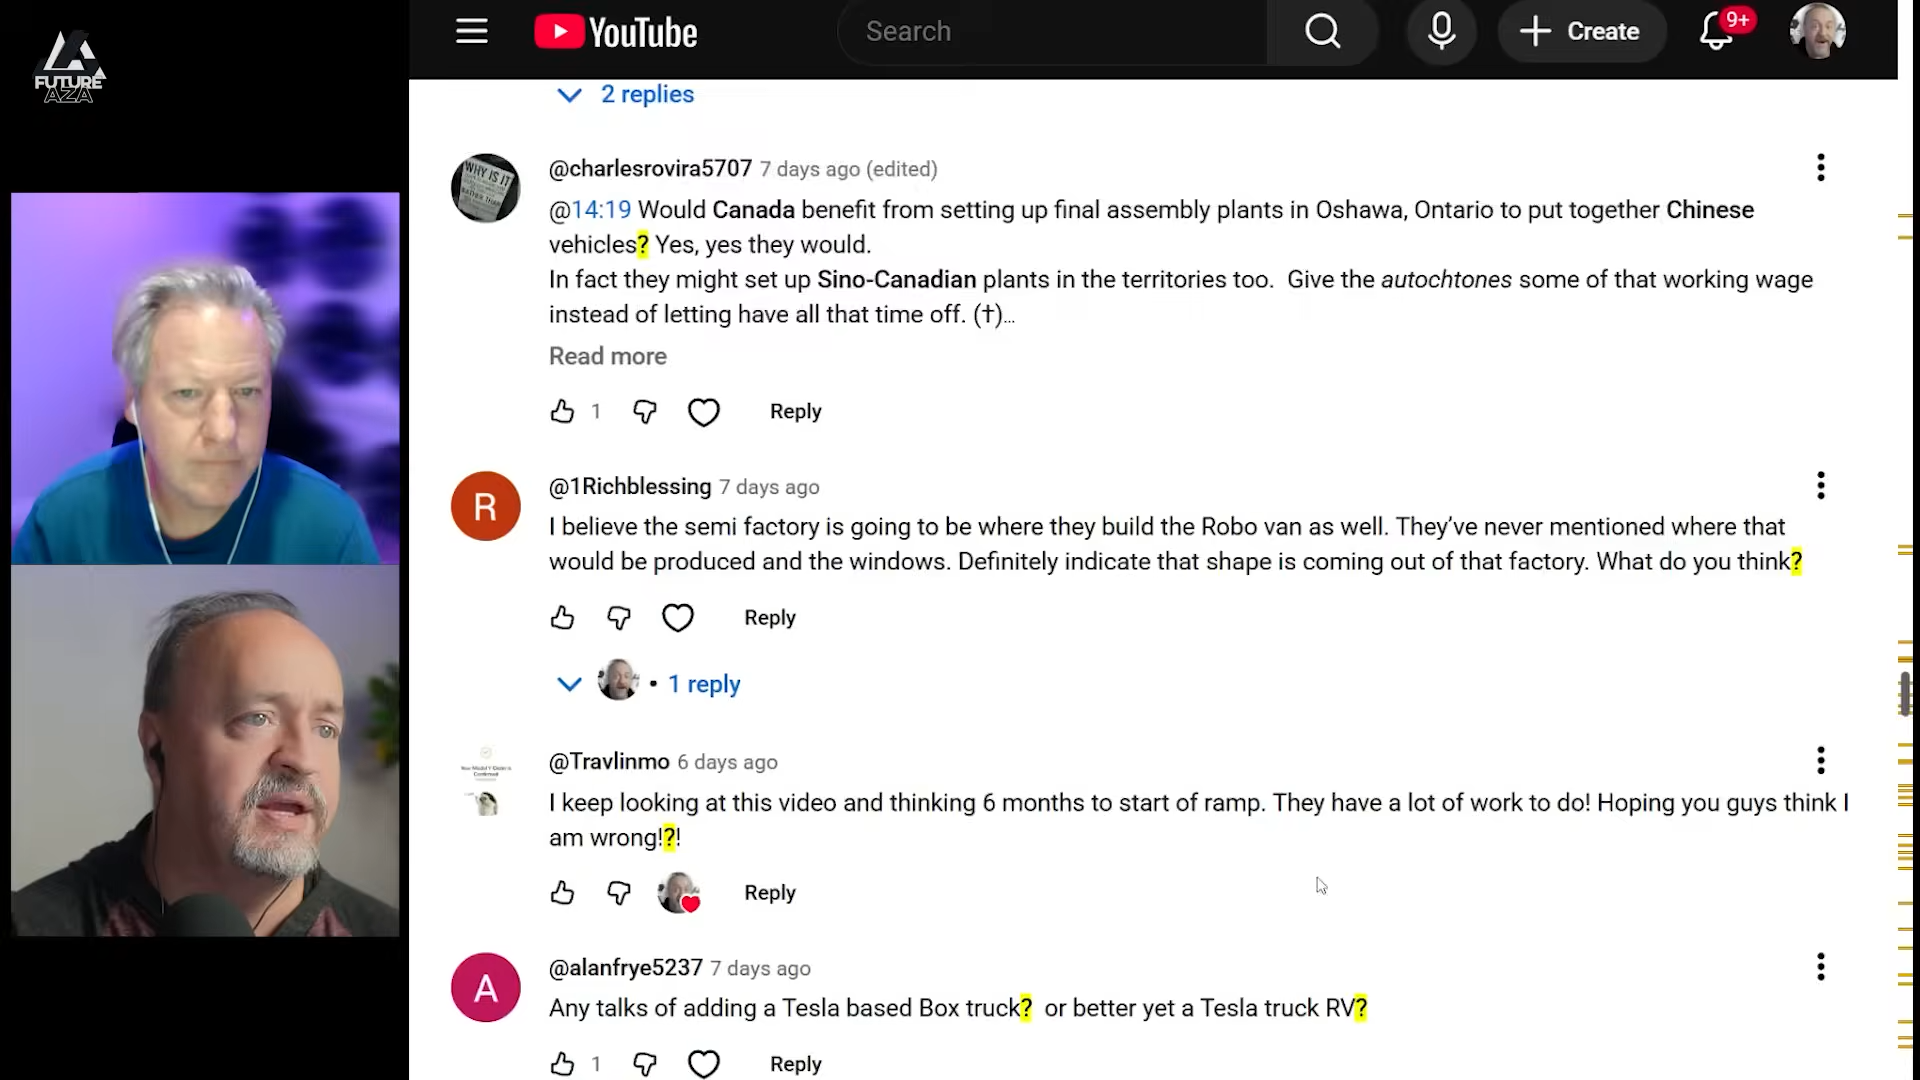 FUTURE
AZA
YouTube
Search
Create
9+
2 replies
WHY IS IT
@charlesrovira5707 7 days ago (edited)
@14:19 Would Canada benefit from setting up final assembly plants in Oshawa, Ontario to put together Chinese
vehicles? Yes, yes they would.
In fact they might set up Sino-Canadian plants in the territories too. Give the autochtones some of that working wage
instead of letting have all that time off. (†)...
Read more
1 Reply
R
@1Richblessing 7 days ago
I believe the semi factory is going to be where they build the Robo van as well. They’ve never mentioned where that
would be produced and the windows. Definitely indicate that shape is coming out of that factory. What do you think?
Reply
• 1 reply
@Travlinmo 6 days ago
I keep looking at this video and thinking 6 months to start of ramp. They have a lot of work to do! Hoping you guys think I
am wrong!?!
Reply
A
@alanfrye5237 7 days ago
Any talks of adding a Tesla based Box truck? or better yet a Tesla truck RV?
1 Reply